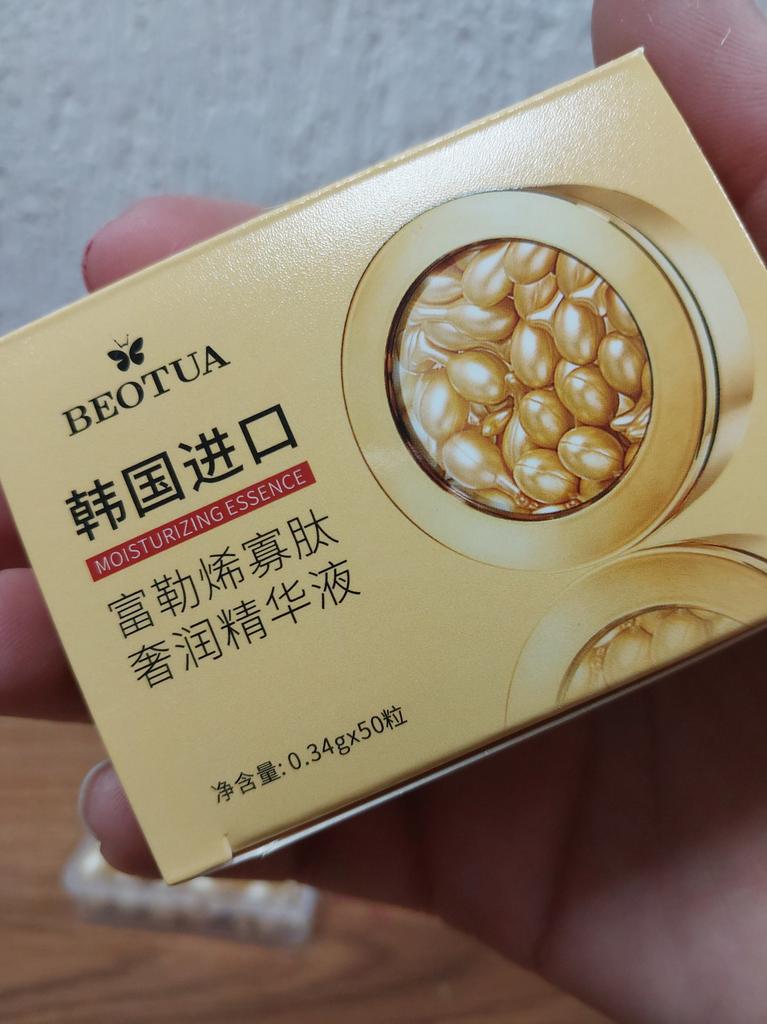 BEOTUA
韩国进口
MOISTURIZING ESSENCE
富勒烯寡肽
奢润精华液
净含量: 0.34gx50粒